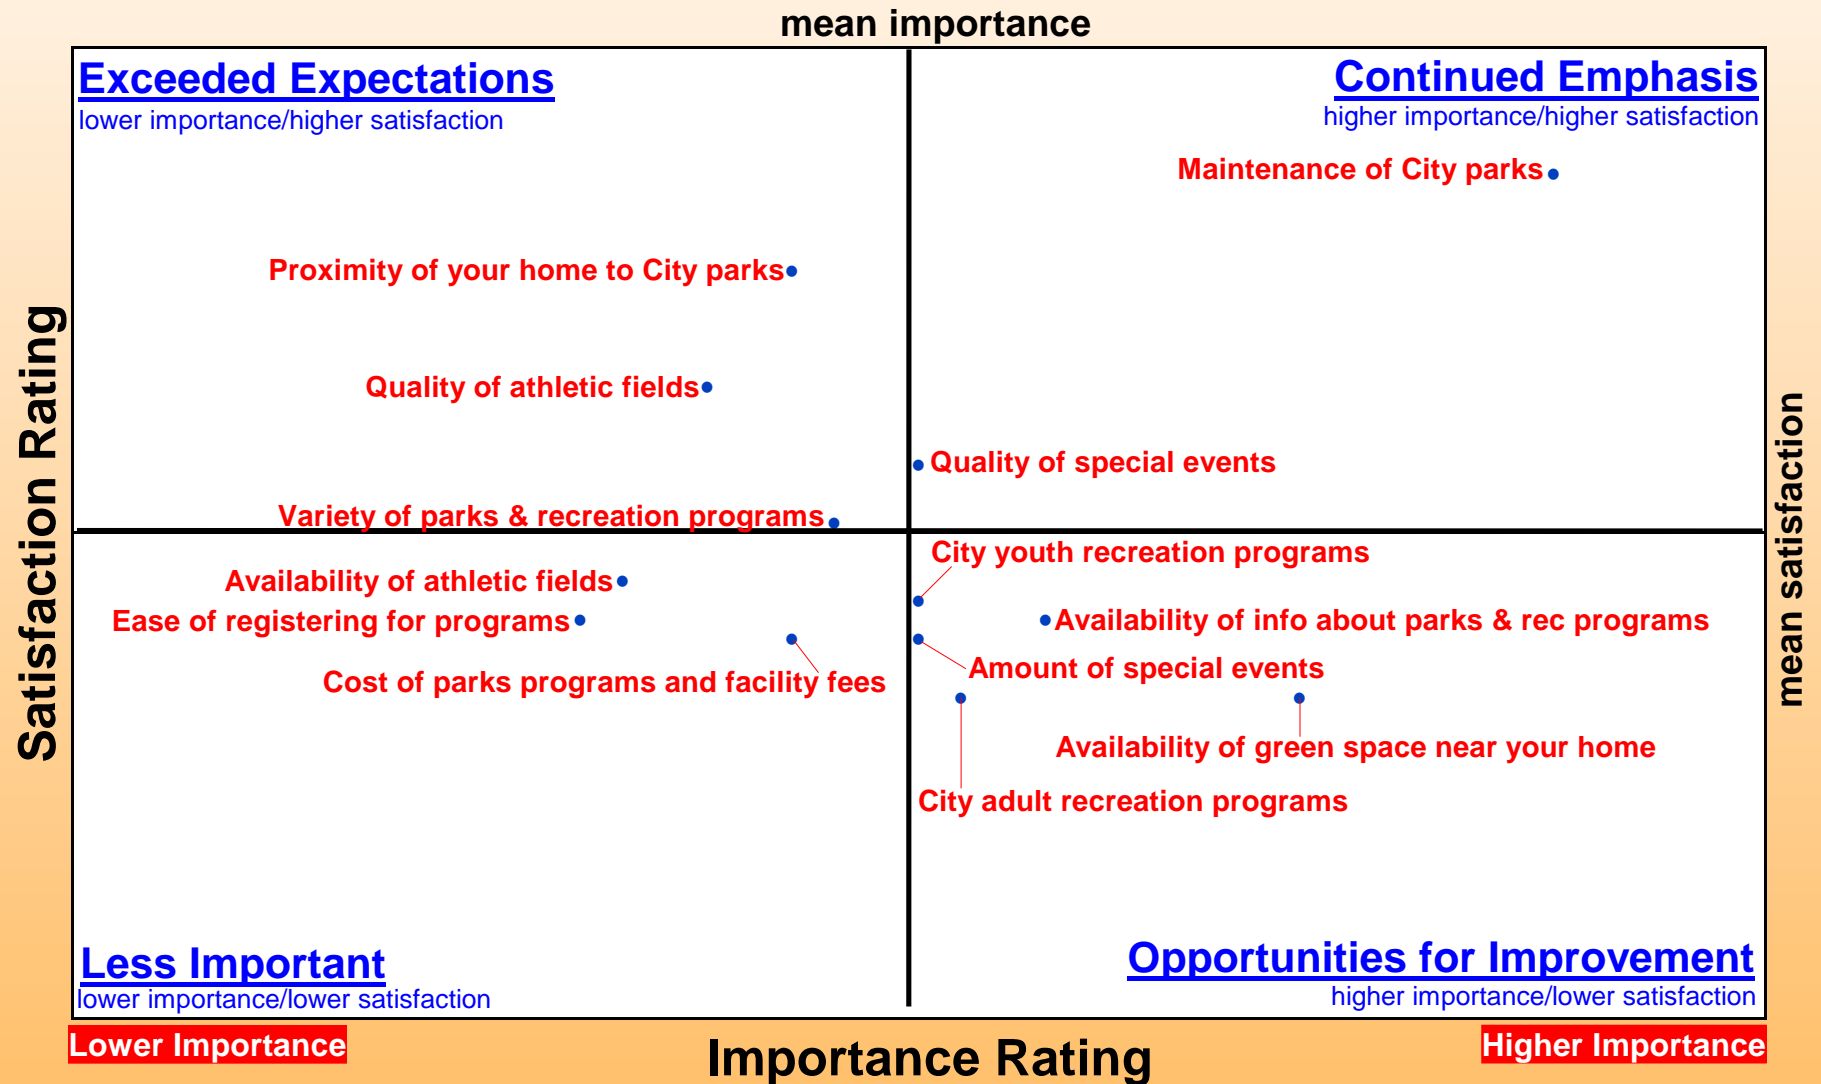 mean importance
Exceeded Expectations
lower importance/higher satisfaction
Continued Emphasis
higher importance/higher satisfaction
Maintenance of City parks
Proximity of your home to City parks
Quality of athletic fields
Quality of special events
Variety of parks & recreation programs
Satisfaction Rating
mean satisfaction
City youth recreation programs
Availability of athletic fields
Ease of registering for programs
Availability of info about parks & rec programs
Cost of parks programs and facility fees
Amount of special events
Availability of green space near your home
City adult recreation programs
Less Important
lower importance/lower satisfaction
Opportunities for Improvement
higher importance/lower satisfaction
Lower Importance
Importance Rating
Higher Importance